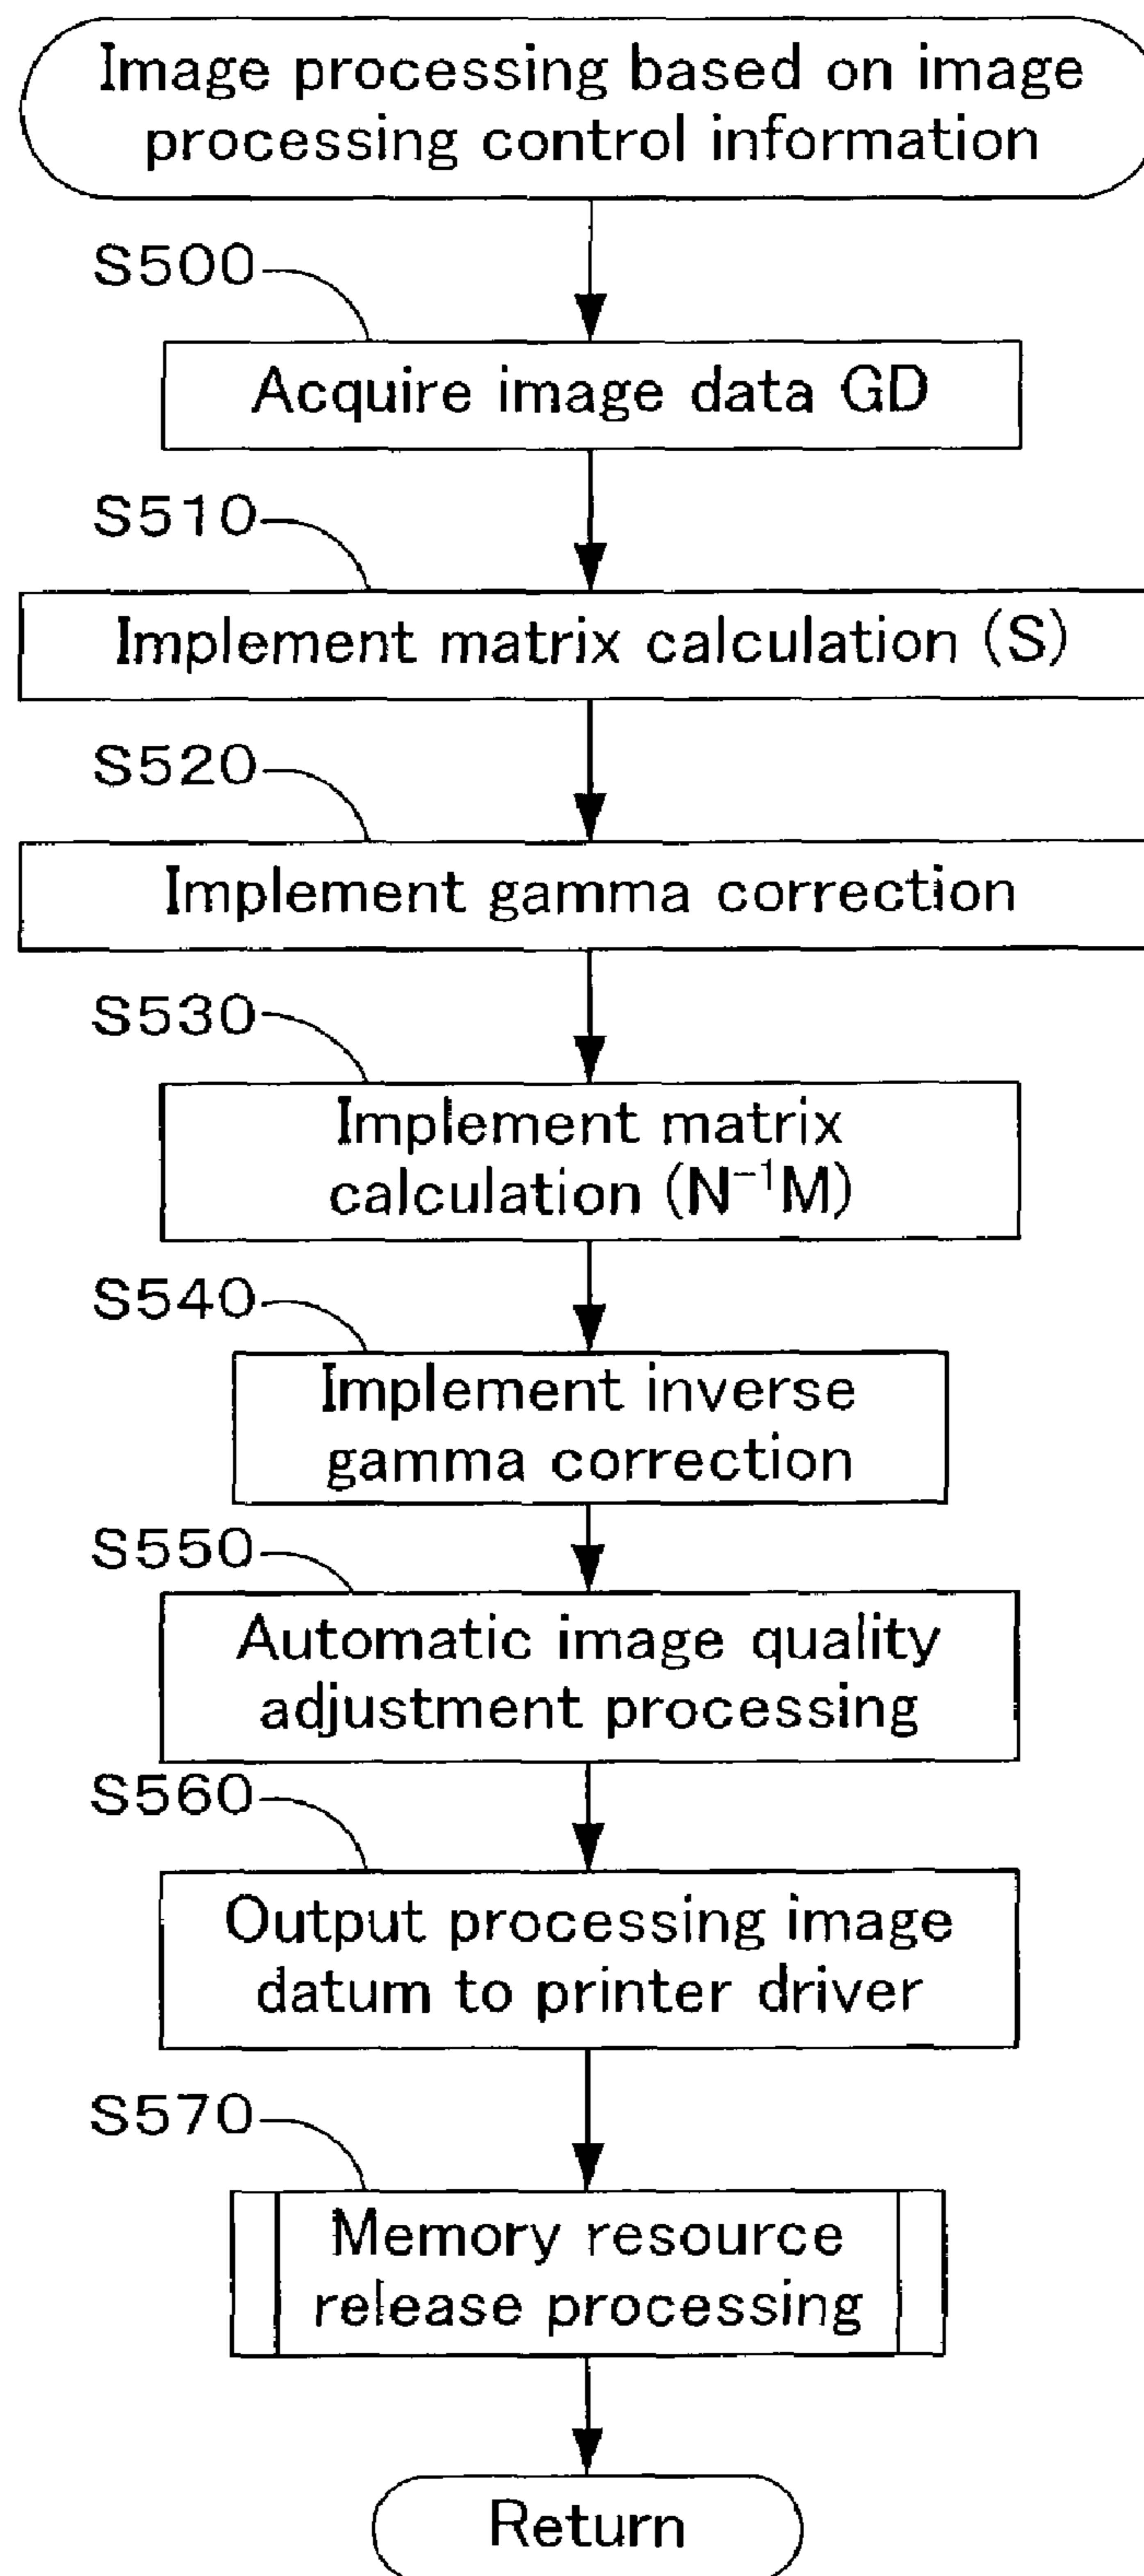 Image processing based on image
processing control information
S500
Acquire image data GD
S510
Implement matrix calculation (S)
S520
Implement gamma correction
S530
Implement matrix
calculation (N⁻¹M)
S540
Implement inverse
gamma correction
S550
Automatic image quality
adjustment processing
S560
Output processing image
datum to printer driver
S570
Memory resource
release processing
Return